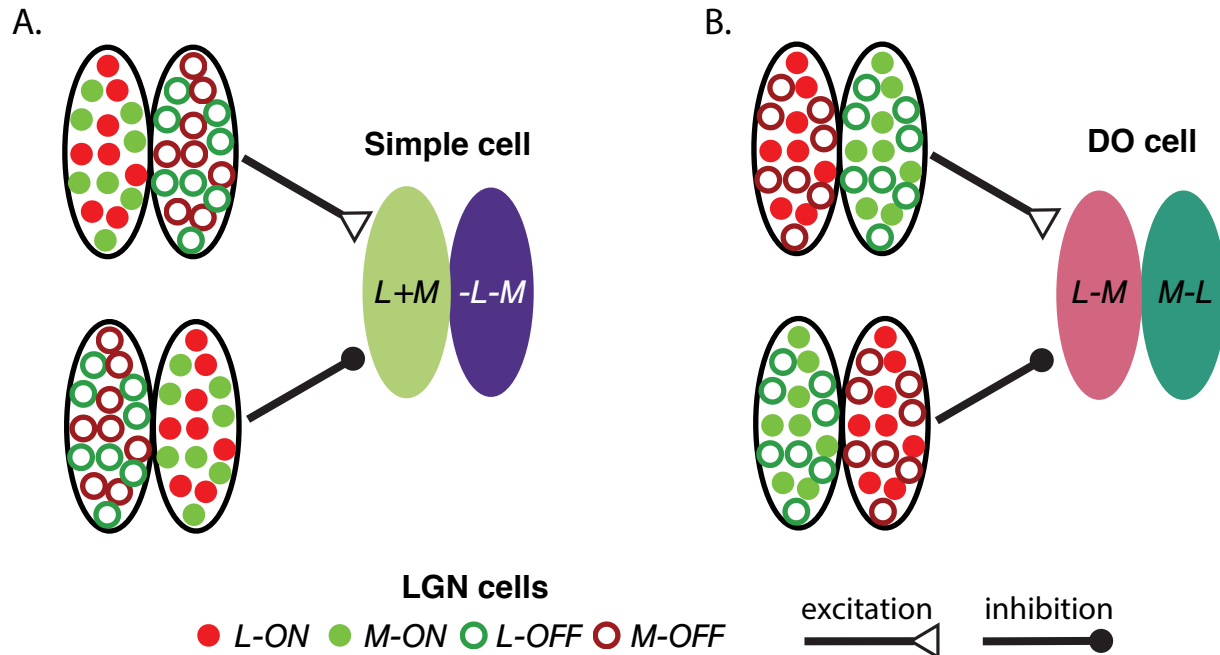 A.
B.
Simple cell
DO cell
L+M
-L-M
L-M
M-L
LGN cells
L-ON
M-ON
L-OFF
M-OFF
excitation
inhibition